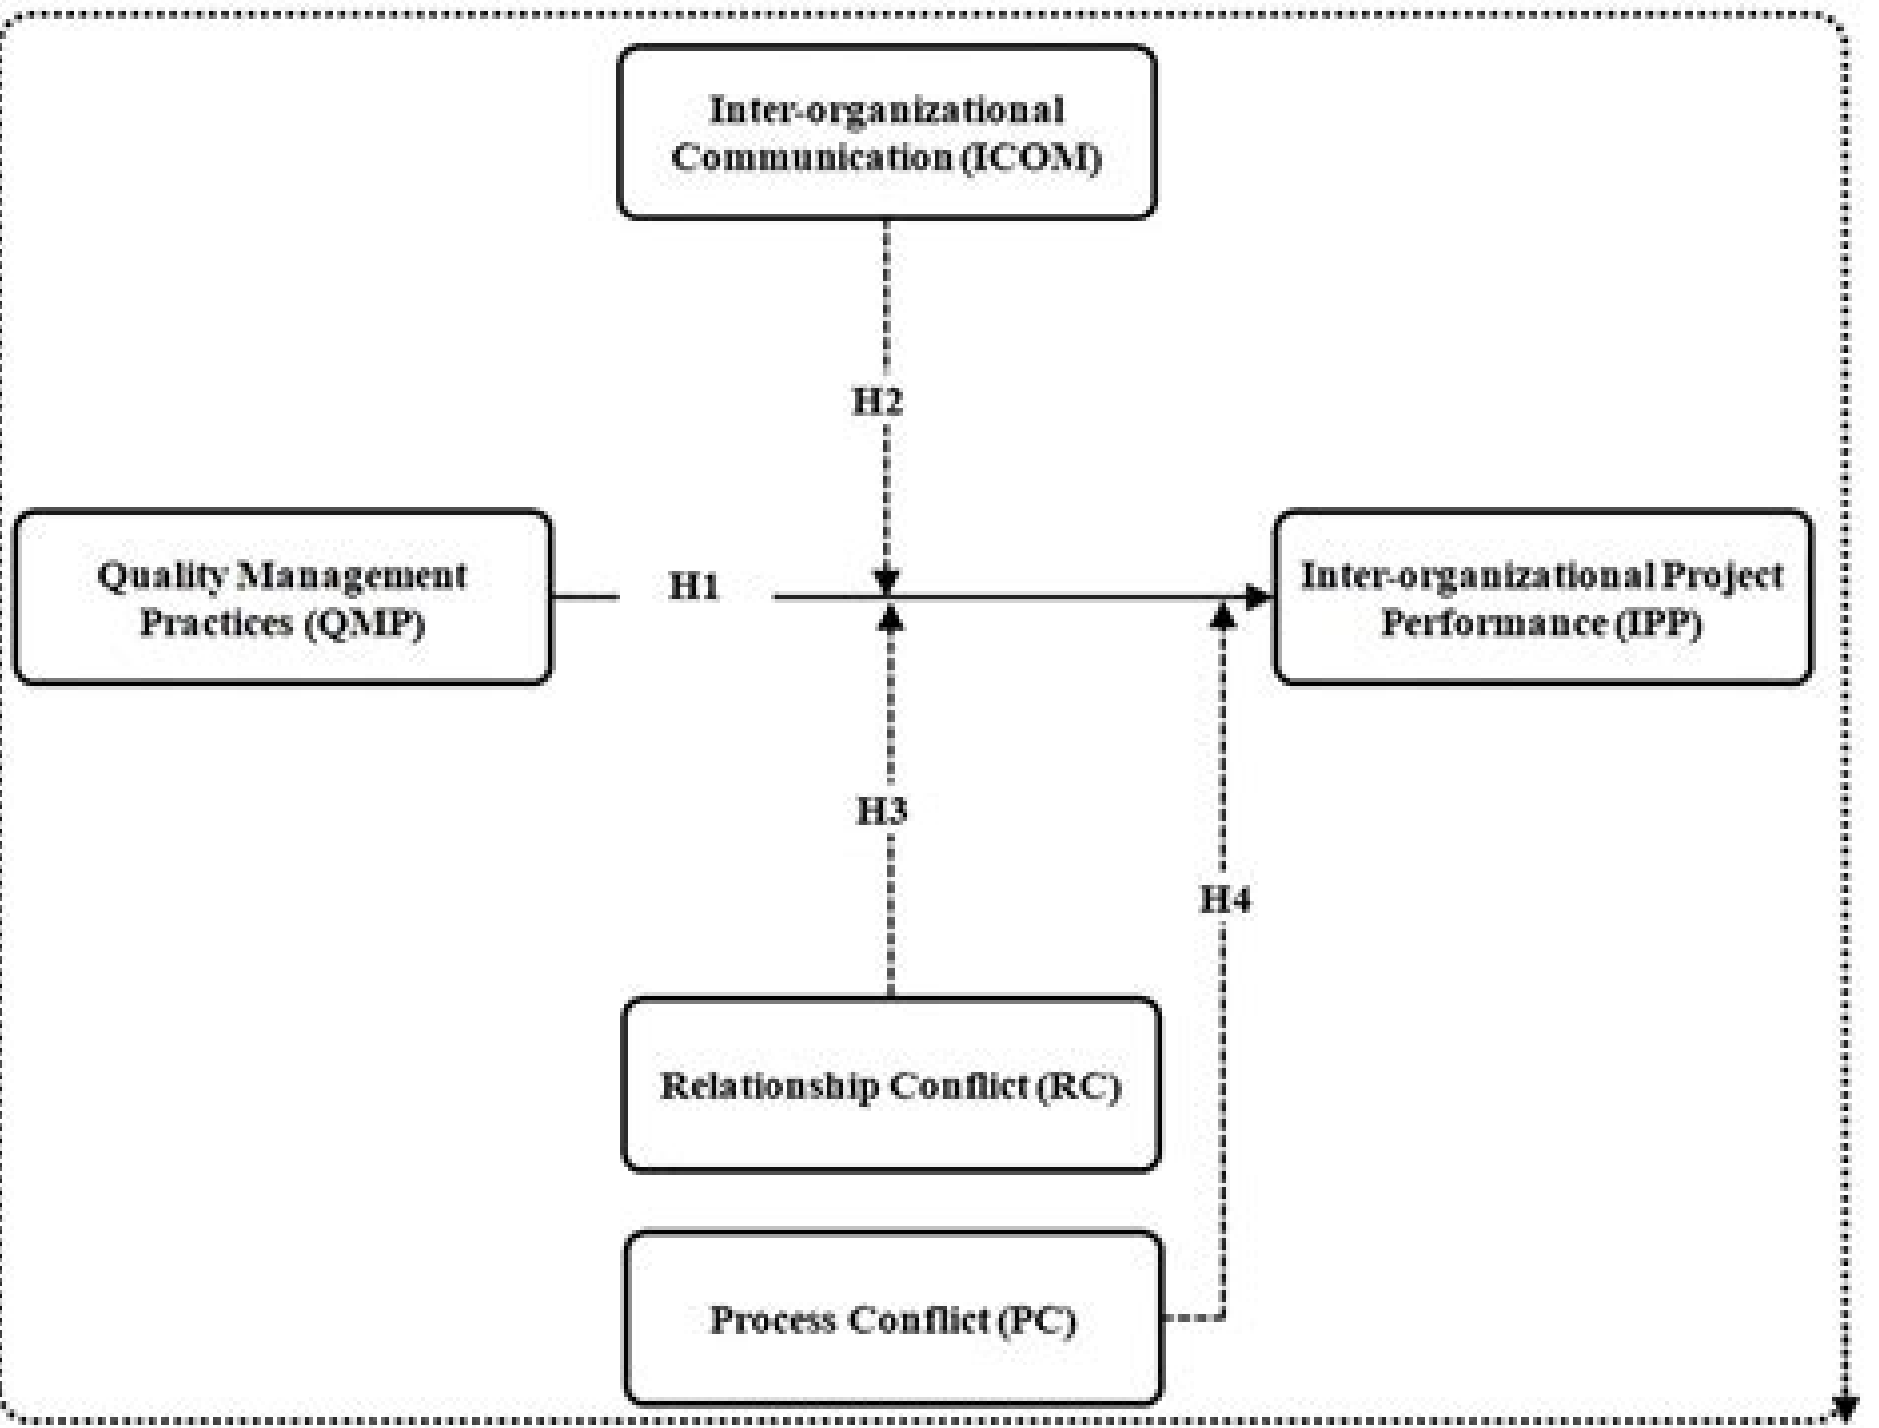 Inter-organizational
Communication (ICOM)
H2
Quality Management
Practices (QMP)
H1
Inter-organizational Project
Performance (IPP)
H3
H4
Relationship Conflict (RC)
Process Conflict (PC)